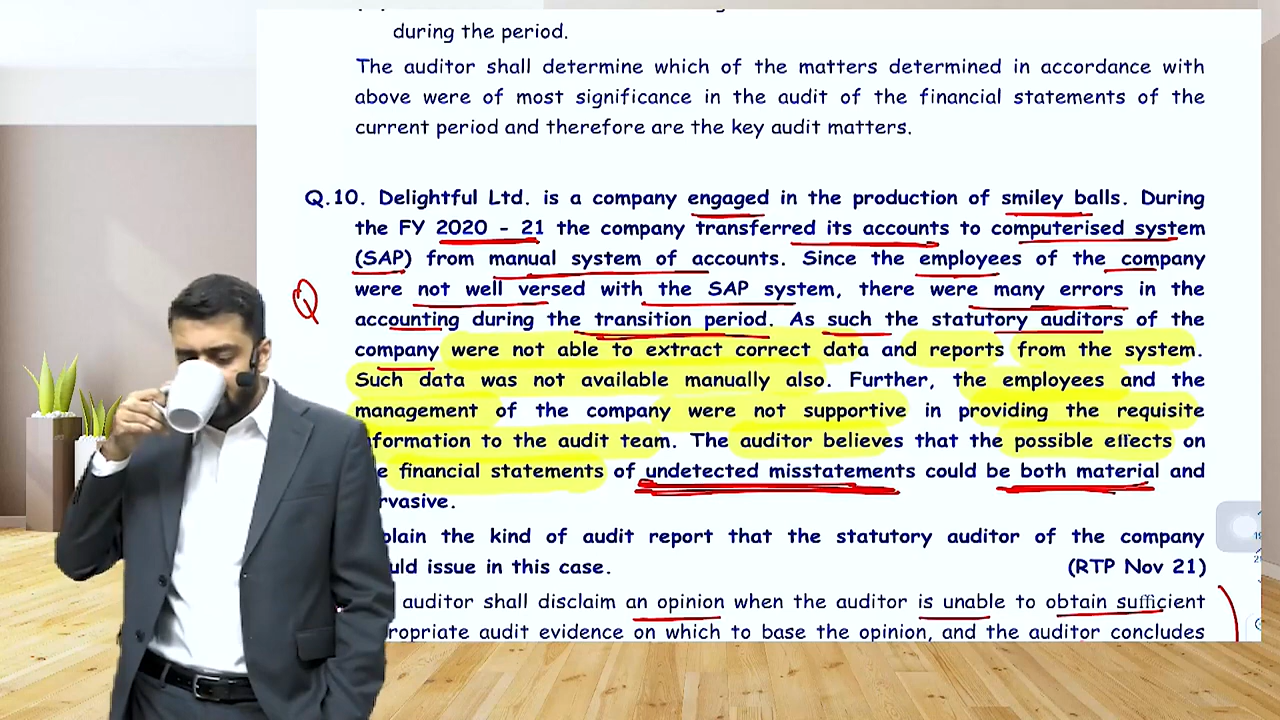 during the period.
The auditor shall determine which of the matters determined in accordance with
above were of most significance in the audit of the financial statements of the
current period and therefore are the key audit matters.
Q.10. Delightful Ltd. is a company engaged in the production of smiley balls. During
the FY 2020 - 21 the company transferred its accounts to computerised system
(SAP) from manual system of accounts. Since the employees of the company
Q
were not well versed with the SAP system, there were many errors in the
accounting during the transition period. As such the statutory auditors of the
company were not able to extract correct data and reports from the system.
Such data was not available manually also. Further, the employees and the
management of the company were not supportive in providing the requisite
formation to the audit team. The auditor believes that the possible effects on
financial statements of undetected misstatements could be both material and
rvasive.
plain the kind of audit report that the statutory auditor of the company
uld issue in this case. (RTP Nov 21)
auditor shall disclaim an opinion when the auditor is unable to obtain sufficient
ropriate audit evidence on which to base the opinion, and the auditor concludes